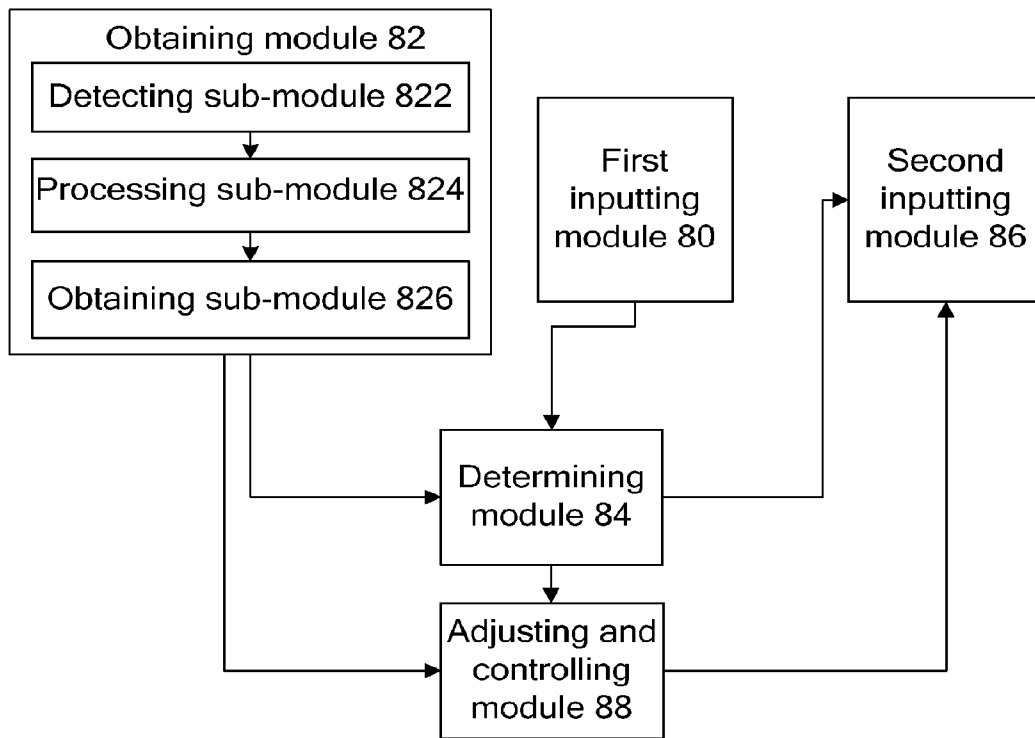 Obtaining module 82
Detecting sub-module 822
Processing sub-module 824
Obtaining sub-module 826
First
inputting
module 80
Second
inputting
module 86
Determining
module 84
Adjusting and
controlling
module 88